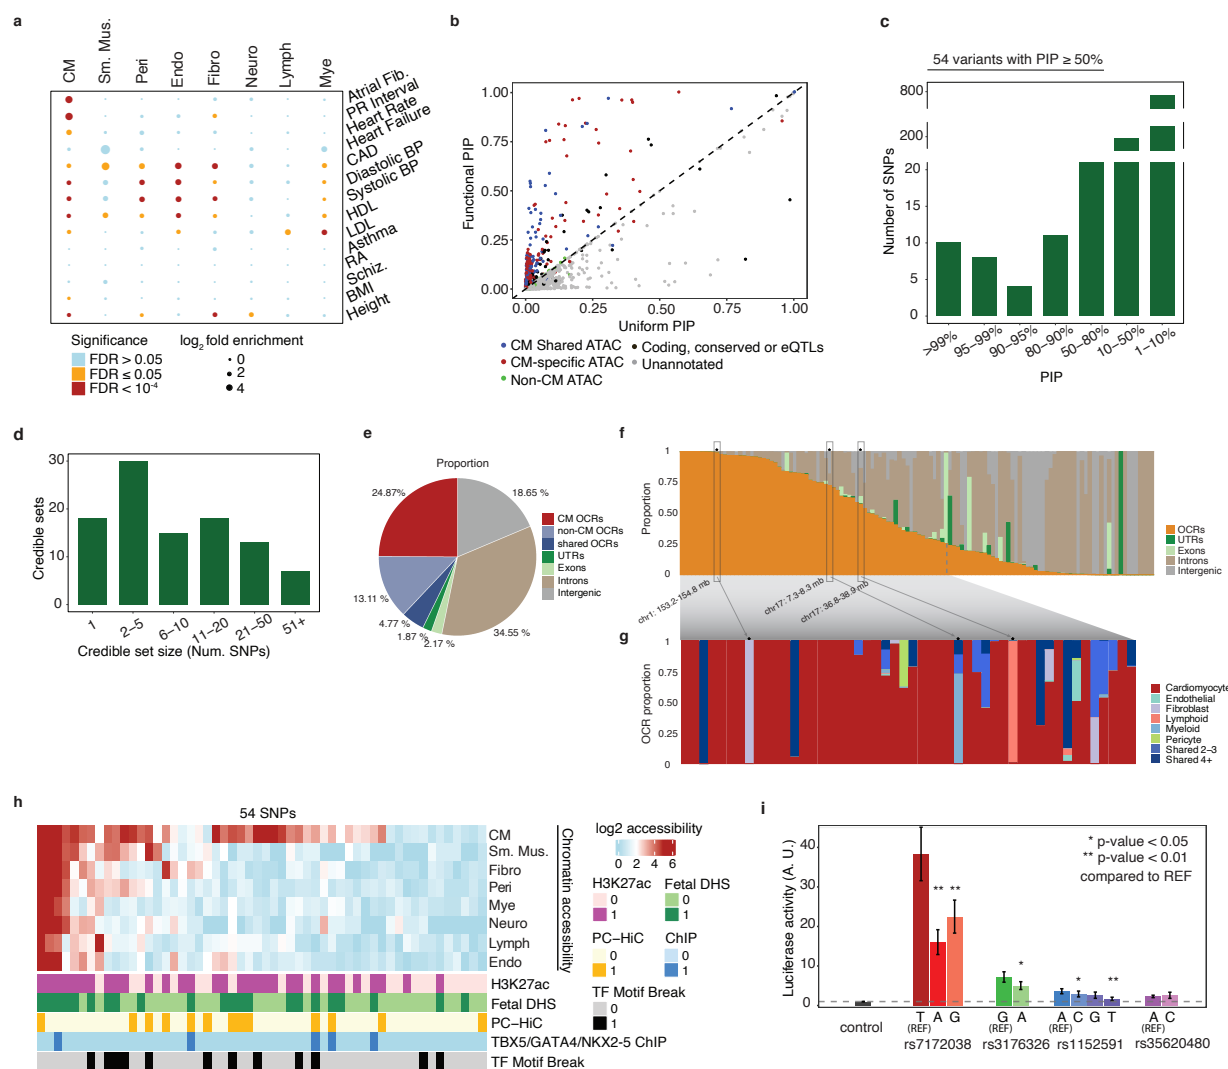 a
CM
Sm. Mus.
Peri
Endo
Fibro
Neuro
Lymph
Mye
Atrial Fib.
PR Interval
Heart Rate
Heart Failure
CAD
Diastolic BP
Systolic BP
HDL
LDL
Asthma
RA
Schiz.
BMI
Height
Significance
FDR > 0.05
FDR ≤ 0.05
FDR < 10⁻⁴
log₂ fold enrichment
0
2
4
b
Functional PIP
1.00
0.75
0.50
0.25
0.00
0.00
0.25
0.50
0.75
1.00
Uniform PIP
CM Shared ATAC
CM-specific ATAC
Non-CM ATAC
Coding, conserved or eQTLs
Unannotated
c
54 variants with PIP ≥ 50%
Number of SNPs
800
200
20
15
10
5
0
>99%
95–99%
90–95%
80–90%
50–80%
10–50%
1–10%
PIP
d
Credible sets
30
20
10
0
1
2–5
6–10
11–20
21–50
51+
Credible set size (Num. SNPs)
e
Proportion
24.87%
18.65 %
13.11 %
4.77 %
1.87 %
2.17 %
34.55 %
CM OCRs
non-CM OCRs
shared OCRs
UTRs
Exons
Introns
Intergenic
f
Proportion
1
0.75
0.50
0.25
0
OCRs
UTRs
Exons
Introns
Intergenic
chr1: 153.2-154.8 mb
chr17: 7.3-8.3 mb
chr17: 36.8-38.9 mb
g
OCR proportion
1
0.75
0.50
0.25
0
Cardiomyocyte
Endothelial
Fibroblast
Lymphoid
Myeloid
Pericyte
Shared 2–3
Shared 4+
h
54 SNPs
CM
Sm. Mus.
Fibro
Peri
Mye
Neuro
Lymph
Endo
Chromatin accessibility
H3K27ac
Fetal DHS
PC–HiC
TBX5/GATA4/NKX2-5 ChIP
TF Motif Break
log2 accessibility
0 2 4 6
H3K27ac
0
1
Fetal DHS
0
1
PC–HiC
0
1
ChIP
0
1
TF Motif Break
0
1
i
Luciferase activity (A. U.)
40
30
20
10
0
* p-value < 0.05
** p-value < 0.01
compared to REF
** **
*
*
**
control
T A G
(REF)
rs7172038
G A
(REF)
rs3176326
A C G T
(REF)
rs1152591
A C
(REF)
rs35620480